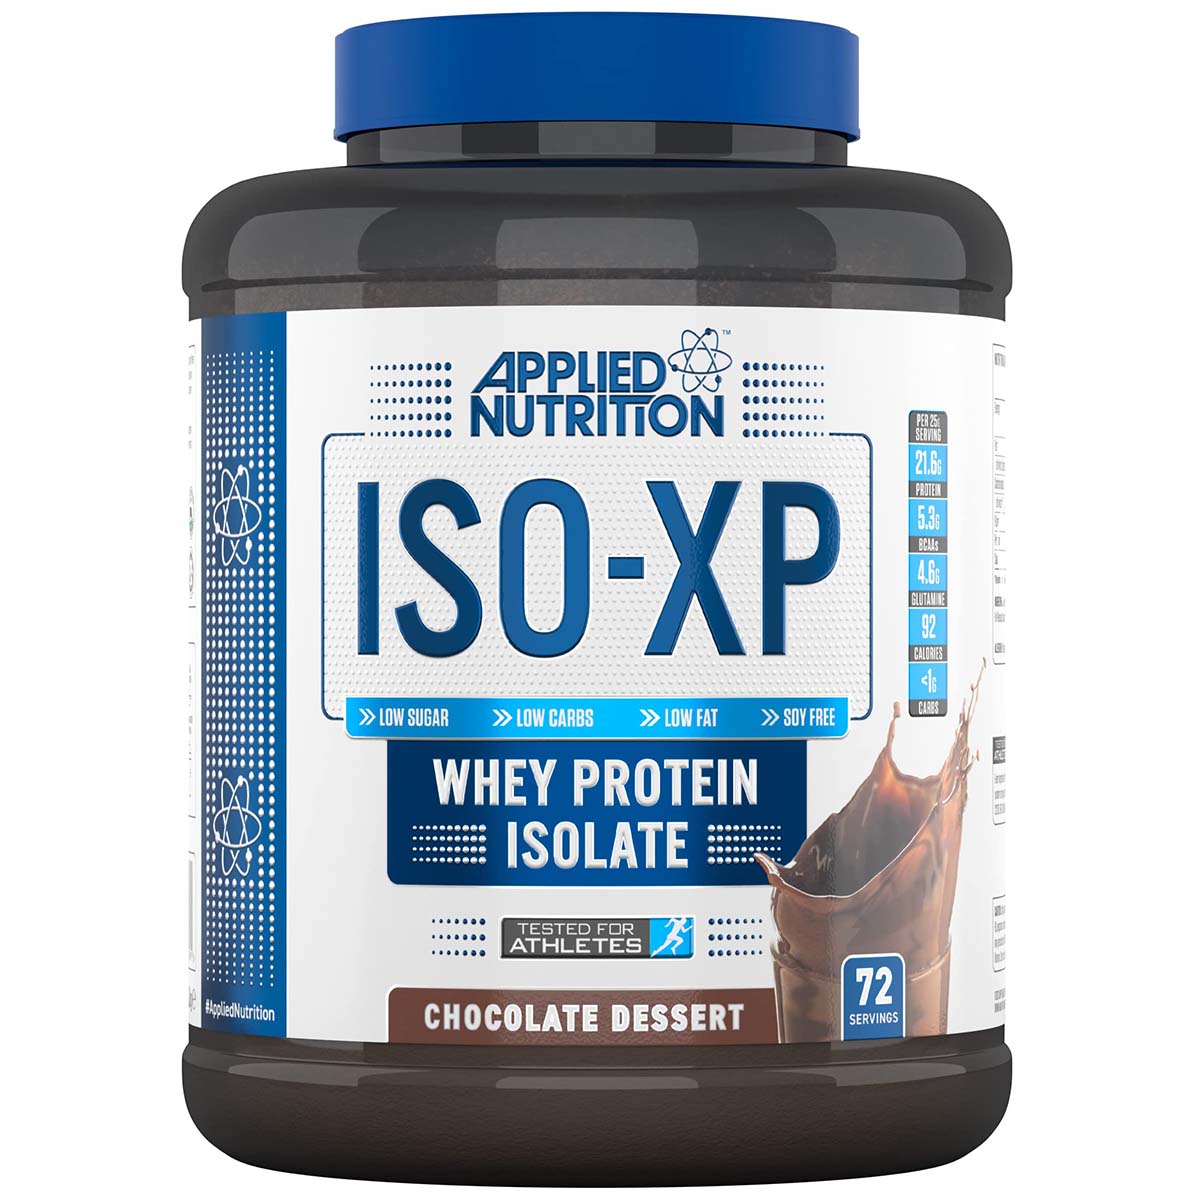 APPLIED
NUTRITION
™
ISO-XP
LOW SUGAR
LOW CARBS
LOW FAT
SOY FREE
WHEY PROTEIN
ISOLATE
TESTED FOR
ATHLETES
CHOCOLATE DESSERT
PER 25G
SERVING
21.6G
PROTEIN
5.3G
BCAAs
4.6G
GLUTAMINE
92
CALORIES
<1G
CARBS
72
SERVINGS
#AppliedNutrition